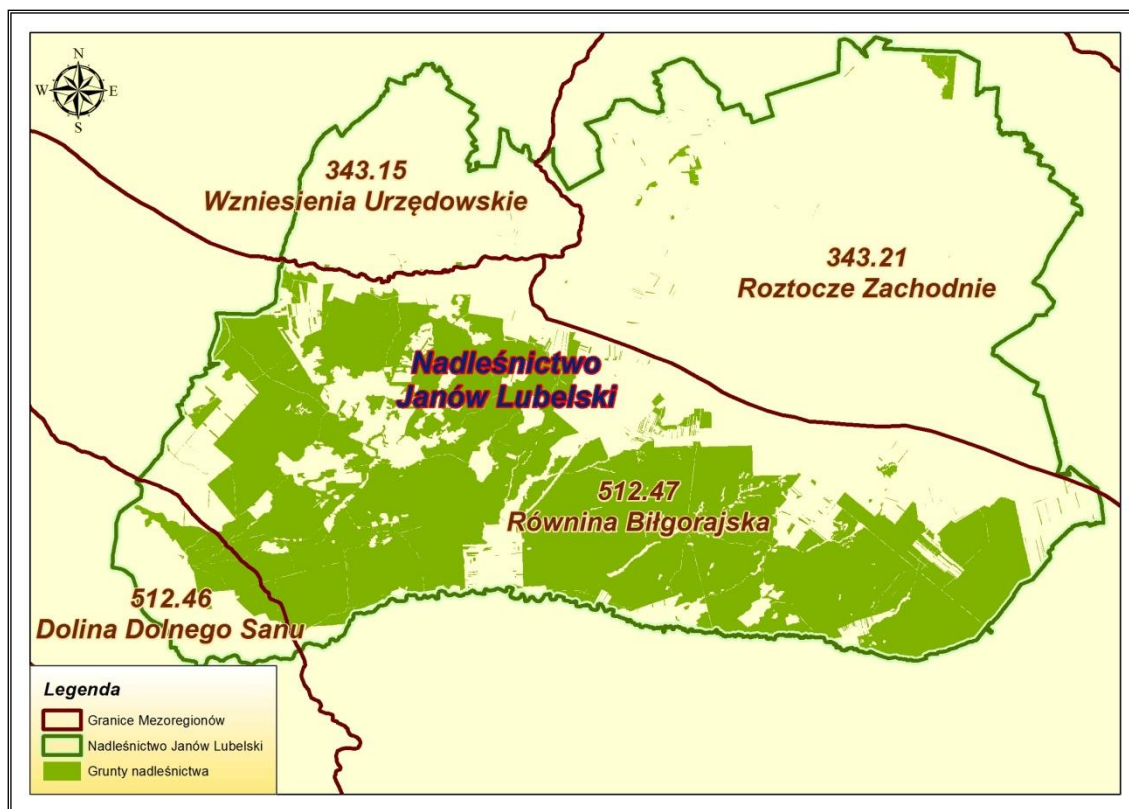 N
W E
S
343.15
Wzniesienia Urzędowskie
343.21
Roztocze Zachodnie
Nadleśnictwo
Janów Lubelski
512.47
Równina Biłgorajska
512.46
Dolina Dolnego Sanu
Legenda
Granice Mezoregionów
Nadleśnictwo Janów Lubelski
Grunty nadleśnictwa